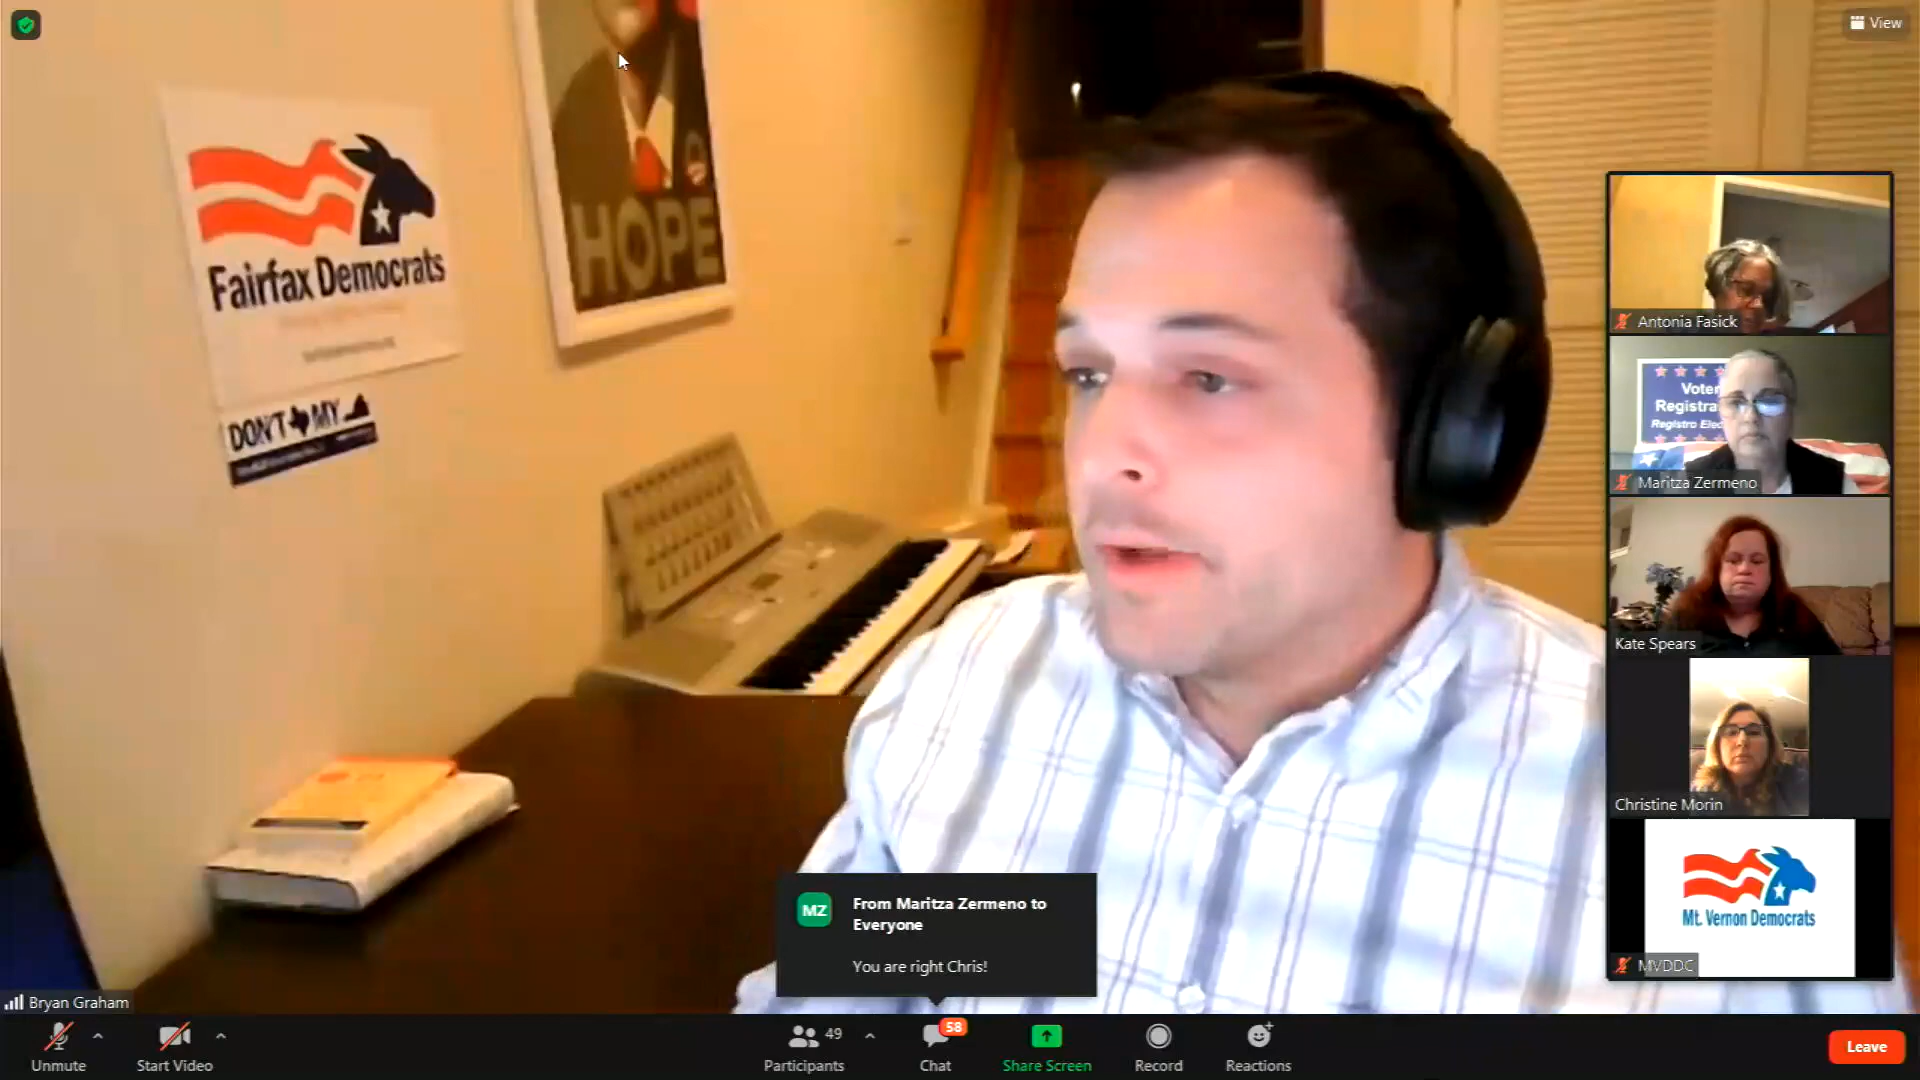 View
Fairfax Democrats
HOPE
DON'T MY
Antonia Fasick
Voter
Registra
Registro Elec
Maritza Zermeno
Kate Spears
Christine Morin
Mt. Vernon Democrats
MVDDC
MZ
From Maritza Zermeno to
Everyone
You are right Chris!
Bryan Graham
Unmute
Start Video
49
Participants
58
Chat
Share Screen
Record
Reactions
Leave